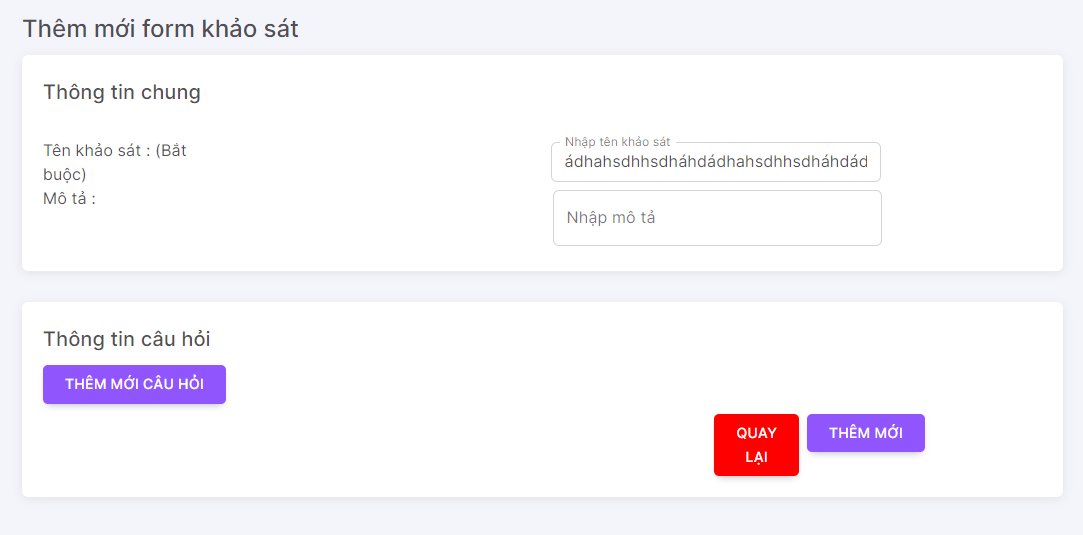 Thêm mới form khảo sát
Thông tin chung
Tên khảo sát : (Bắt
buộc)
Nhập tên khảo sát
ádhahsdhhsdháhdádhahsdhhsdháhdád
Mô tả :
Nhập mô tả
Thông tin câu hỏi
THÊM MỚI CÂU HỎI
QUAY
LẠI
THÊM MỚI